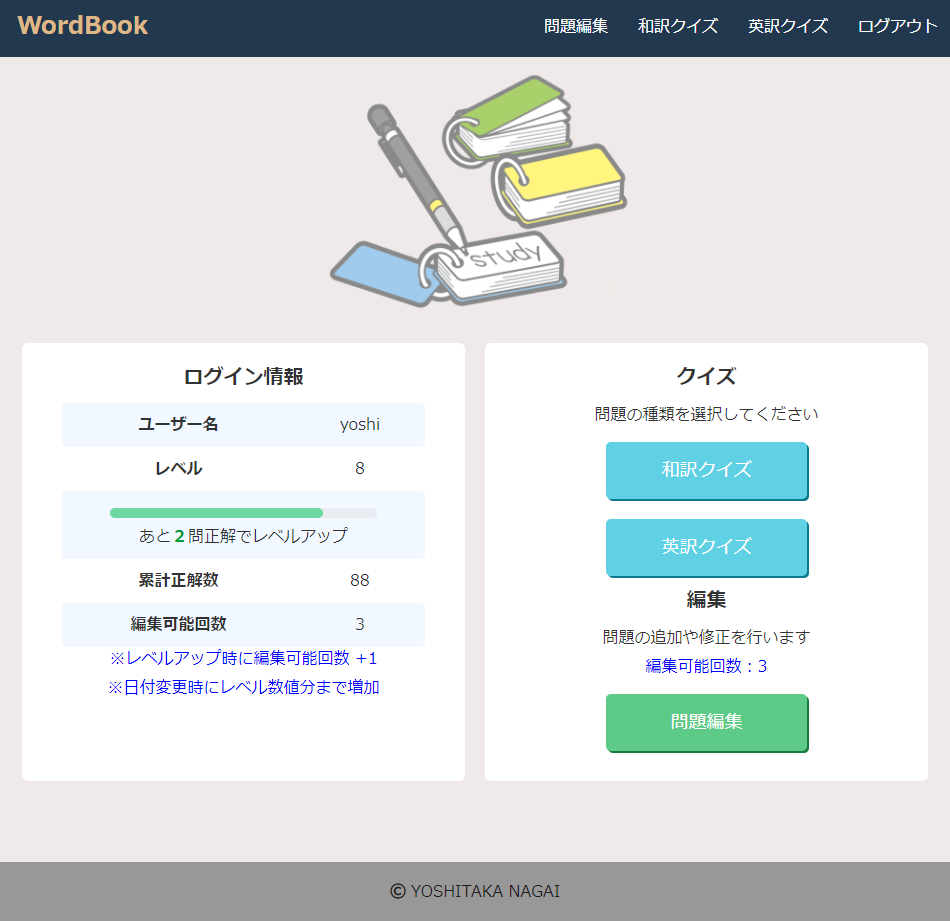 WordBook
問題編集 和訳クイズ 英訳クイズ ログアウト
study
ログイン情報
ユーザー名 yoshi
レベル 8
あと2問正解でレベルアップ
累計正解数 88
編集可能回数 3
※レベルアップ時に編集可能回数 +1
※日付変更時にレベル数値分まで増加
クイズ
問題の種類を選択してください
和訳クイズ
英訳クイズ
編集
問題の追加や修正を行います
編集可能回数 : 3
問題編集
© YOSHITAKA NAGAI